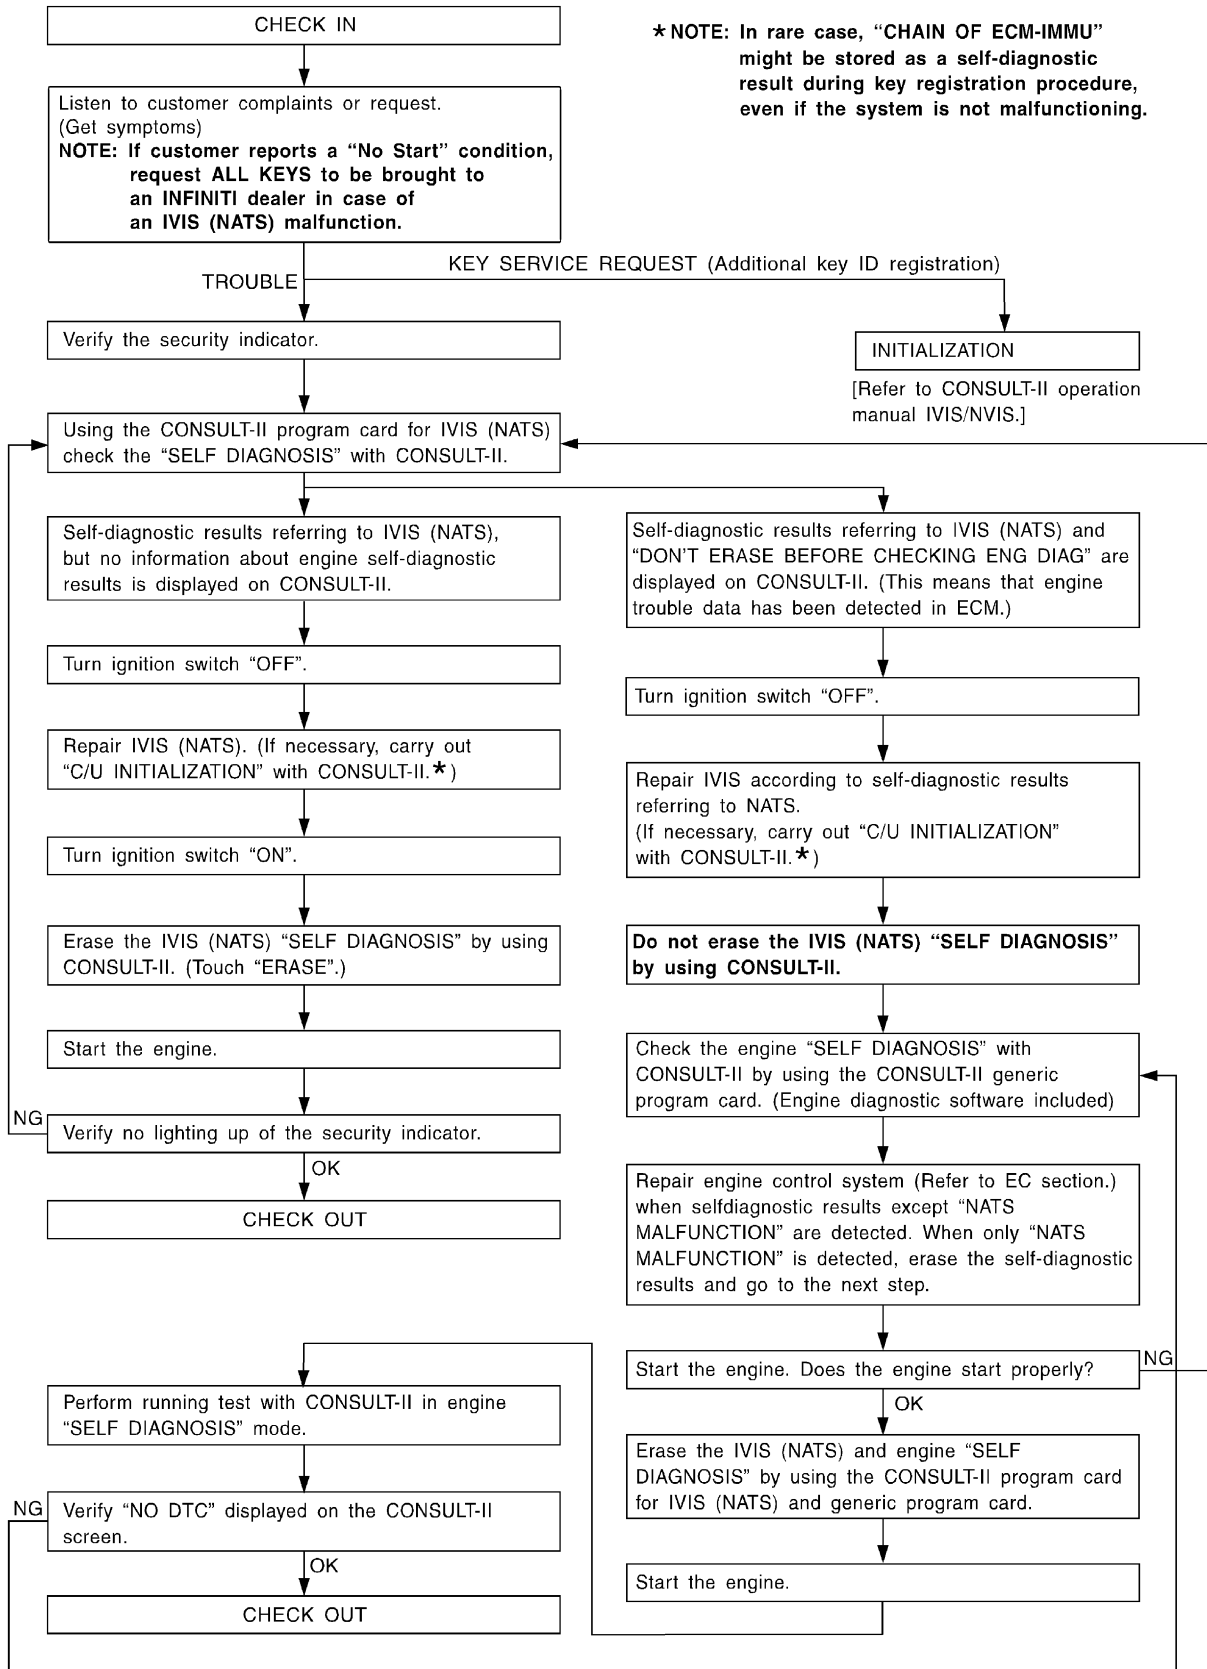 CHECK IN
* NOTE: In rare case, “CHAIN OF ECM-IMMU”
might be stored as a self-diagnostic
result during key registration procedure,
even if the system is not malfunctioning.
Listen to customer complaints or request.
(Get symptoms)
NOTE: If customer reports a “No Start” condition,
request ALL KEYS to be brought to
an INFINITI dealer in case of
an IVIS (NATS) malfunction.
KEY SERVICE REQUEST (Additional key ID registration)
TROUBLE
Verify the security indicator.
INITIALIZATION
[Refer to CONSULT-II operation
manual IVIS/NVIS.]
Using the CONSULT-II program card for IVIS (NATS)
check the “SELF DIAGNOSIS” with CONSULT-II.
Self-diagnostic results referring to IVIS (NATS),
but no information about engine self-diagnostic
results is displayed on CONSULT-II.
Turn ignition switch “OFF”.
Repair IVIS (NATS). (If necessary, carry out
“C/U INITIALIZATION” with CONSULT-II.*)
Turn ignition switch “ON”.
Erase the IVIS (NATS) “SELF DIAGNOSIS” by using
CONSULT-II. (Touch “ERASE”.)
Start the engine.
NG
Verify no lighting up of the security indicator.
OK
CHECK OUT
Self-diagnostic results referring to IVIS (NATS) and
“DON’T ERASE BEFORE CHECKING ENG DIAG” are
displayed on CONSULT-II. (This means that engine
trouble data has been detected in ECM.)
Turn ignition switch “OFF”.
Repair IVIS according to self-diagnostic results
referring to NATS.
(If necessary, carry out “C/U INITIALIZATION”
with CONSULT-II.*)
Do not erase the IVIS (NATS) “SELF DIAGNOSIS”
by using CONSULT-II.
Check the engine “SELF DIAGNOSIS” with
CONSULT-II by using the CONSULT-II generic
program card. (Engine diagnostic software included)
Repair engine control system (Refer to EC section.)
when selfdiagnostic results except “NATS
MALFUNCTION” are detected. When only “NATS
MALFUNCTION” is detected, erase the self-diagnostic
results and go to the next step.
Start the engine. Does the engine start properly?
NG
OK
Erase the IVIS (NATS) and engine “SELF
DIAGNOSIS” by using the CONSULT-II program card
for IVIS (NATS) and generic program card.
Start the engine.
Perform running test with CONSULT-II in engine
“SELF DIAGNOSIS” mode.
NG
Verify “NO DTC” displayed on the CONSULT-II
screen.
OK
CHECK OUT